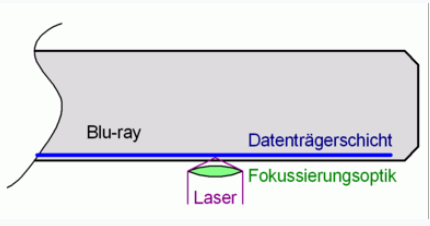 Blu-ray
Datenträgerschicht
Fokussierungsoptik
Laser